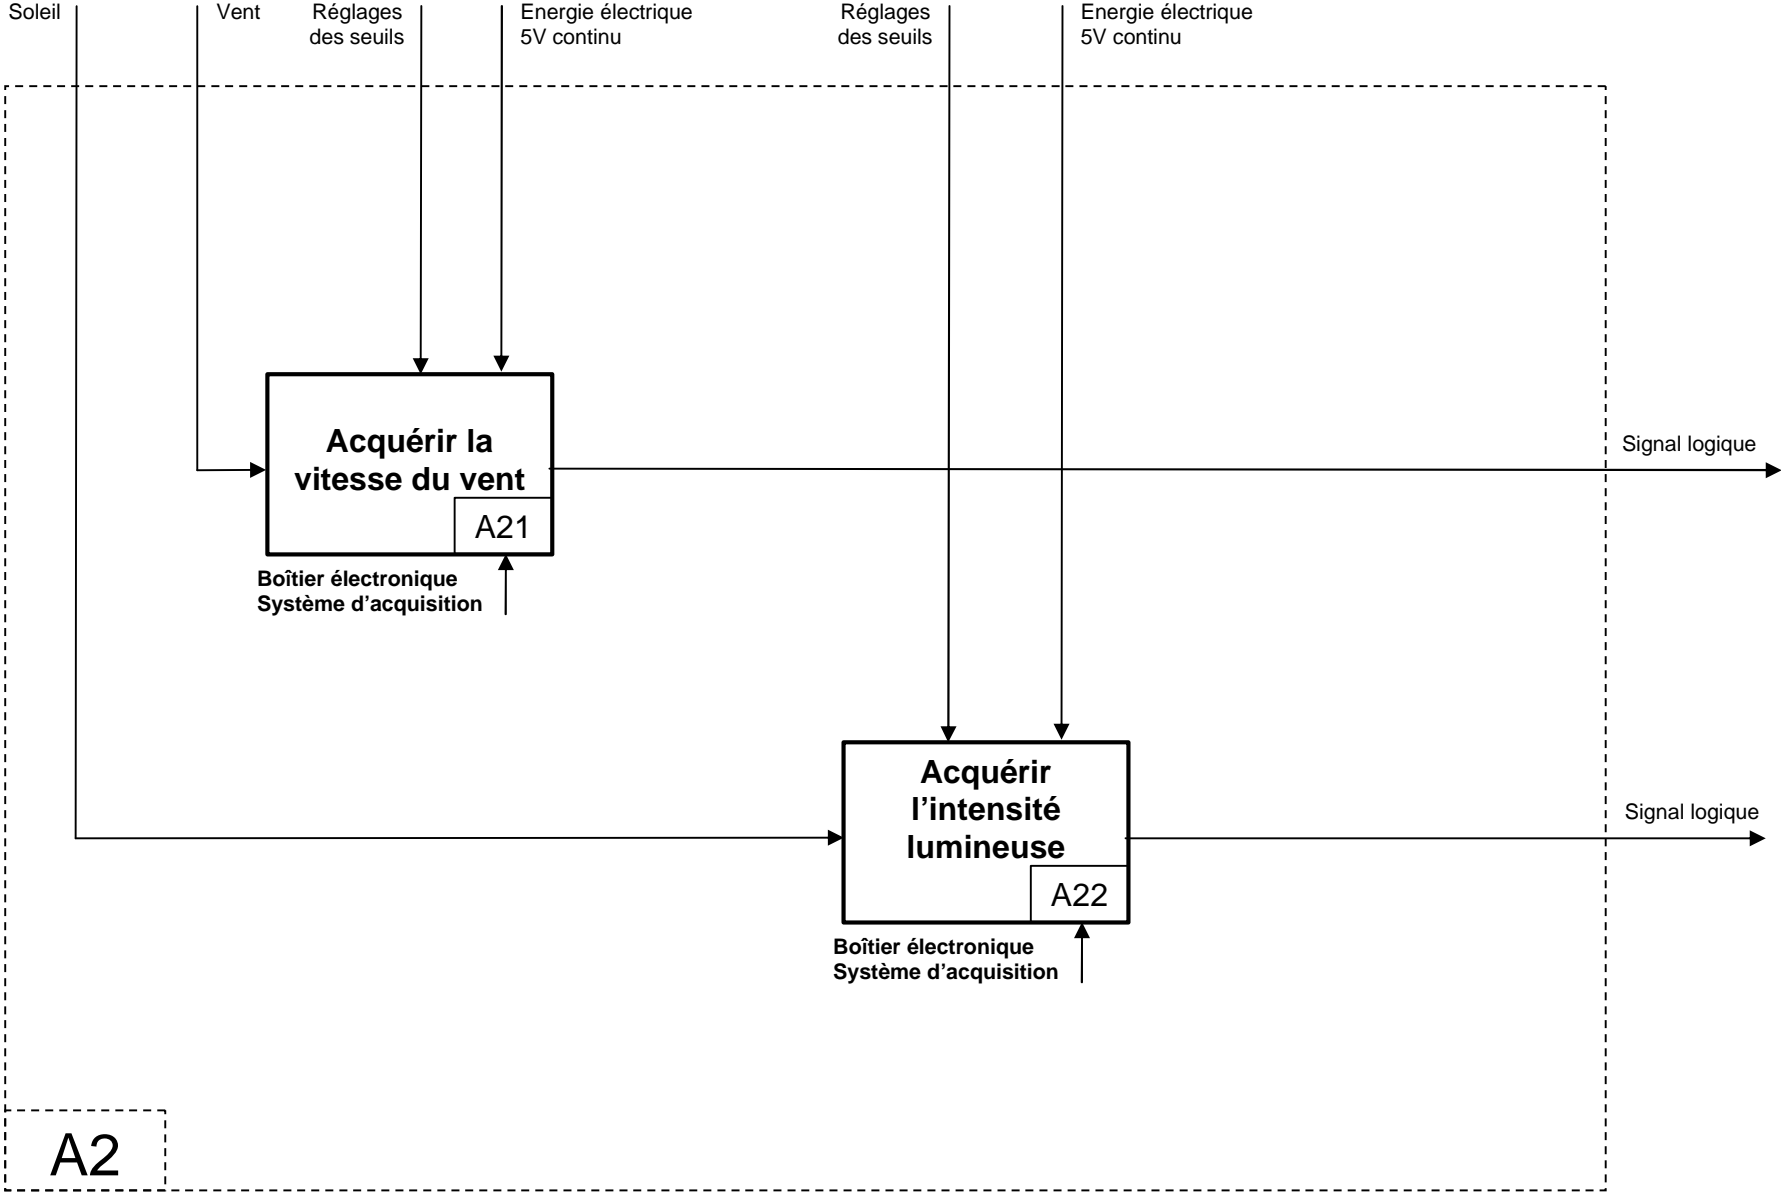 Soleil
Vent
Réglages
des seuils
Energie électrique
5V continu
Réglages
des seuils
Energie électrique
5V continu
Acquérir la
vitesse du vent
A21
Signal logique
Boîtier électronique
Système d'acquisition
Acquérir
l’intensité
lumineuse
A22
Signal logique
Boîtier électronique
Système d’acquisition
A2